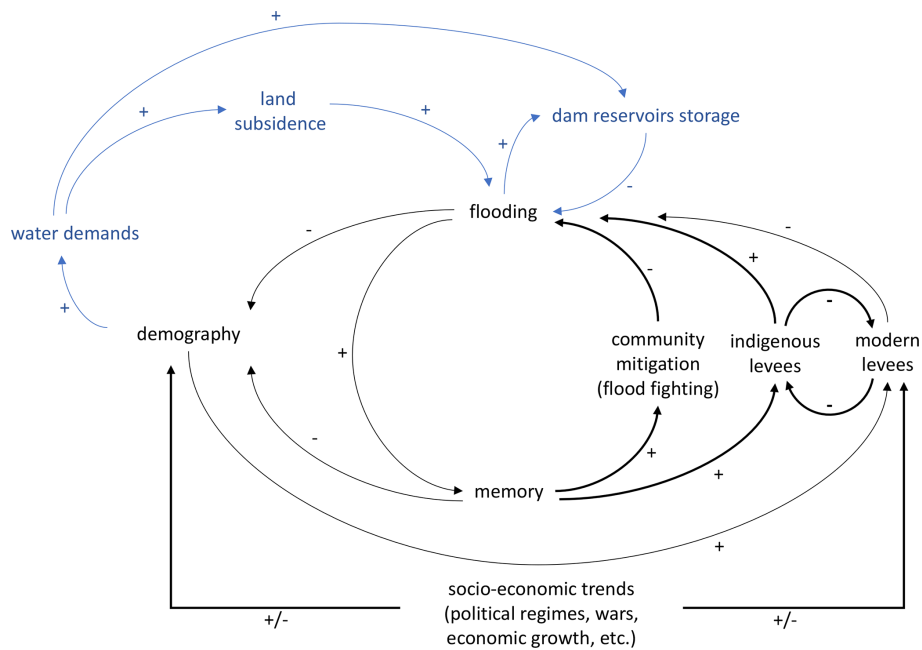 +
land
subsidence
+
+
dam reservoirs storage
+
-
flooding
water demands
-
-
+
-
+
demography
+
community
mitigation
(flood fighting)
indigenous
levees
-
modern
levees
-
-
+
+
memory
+
socio-economic trends
(political regimes, wars,
economic growth, etc.)
+/-
+/-